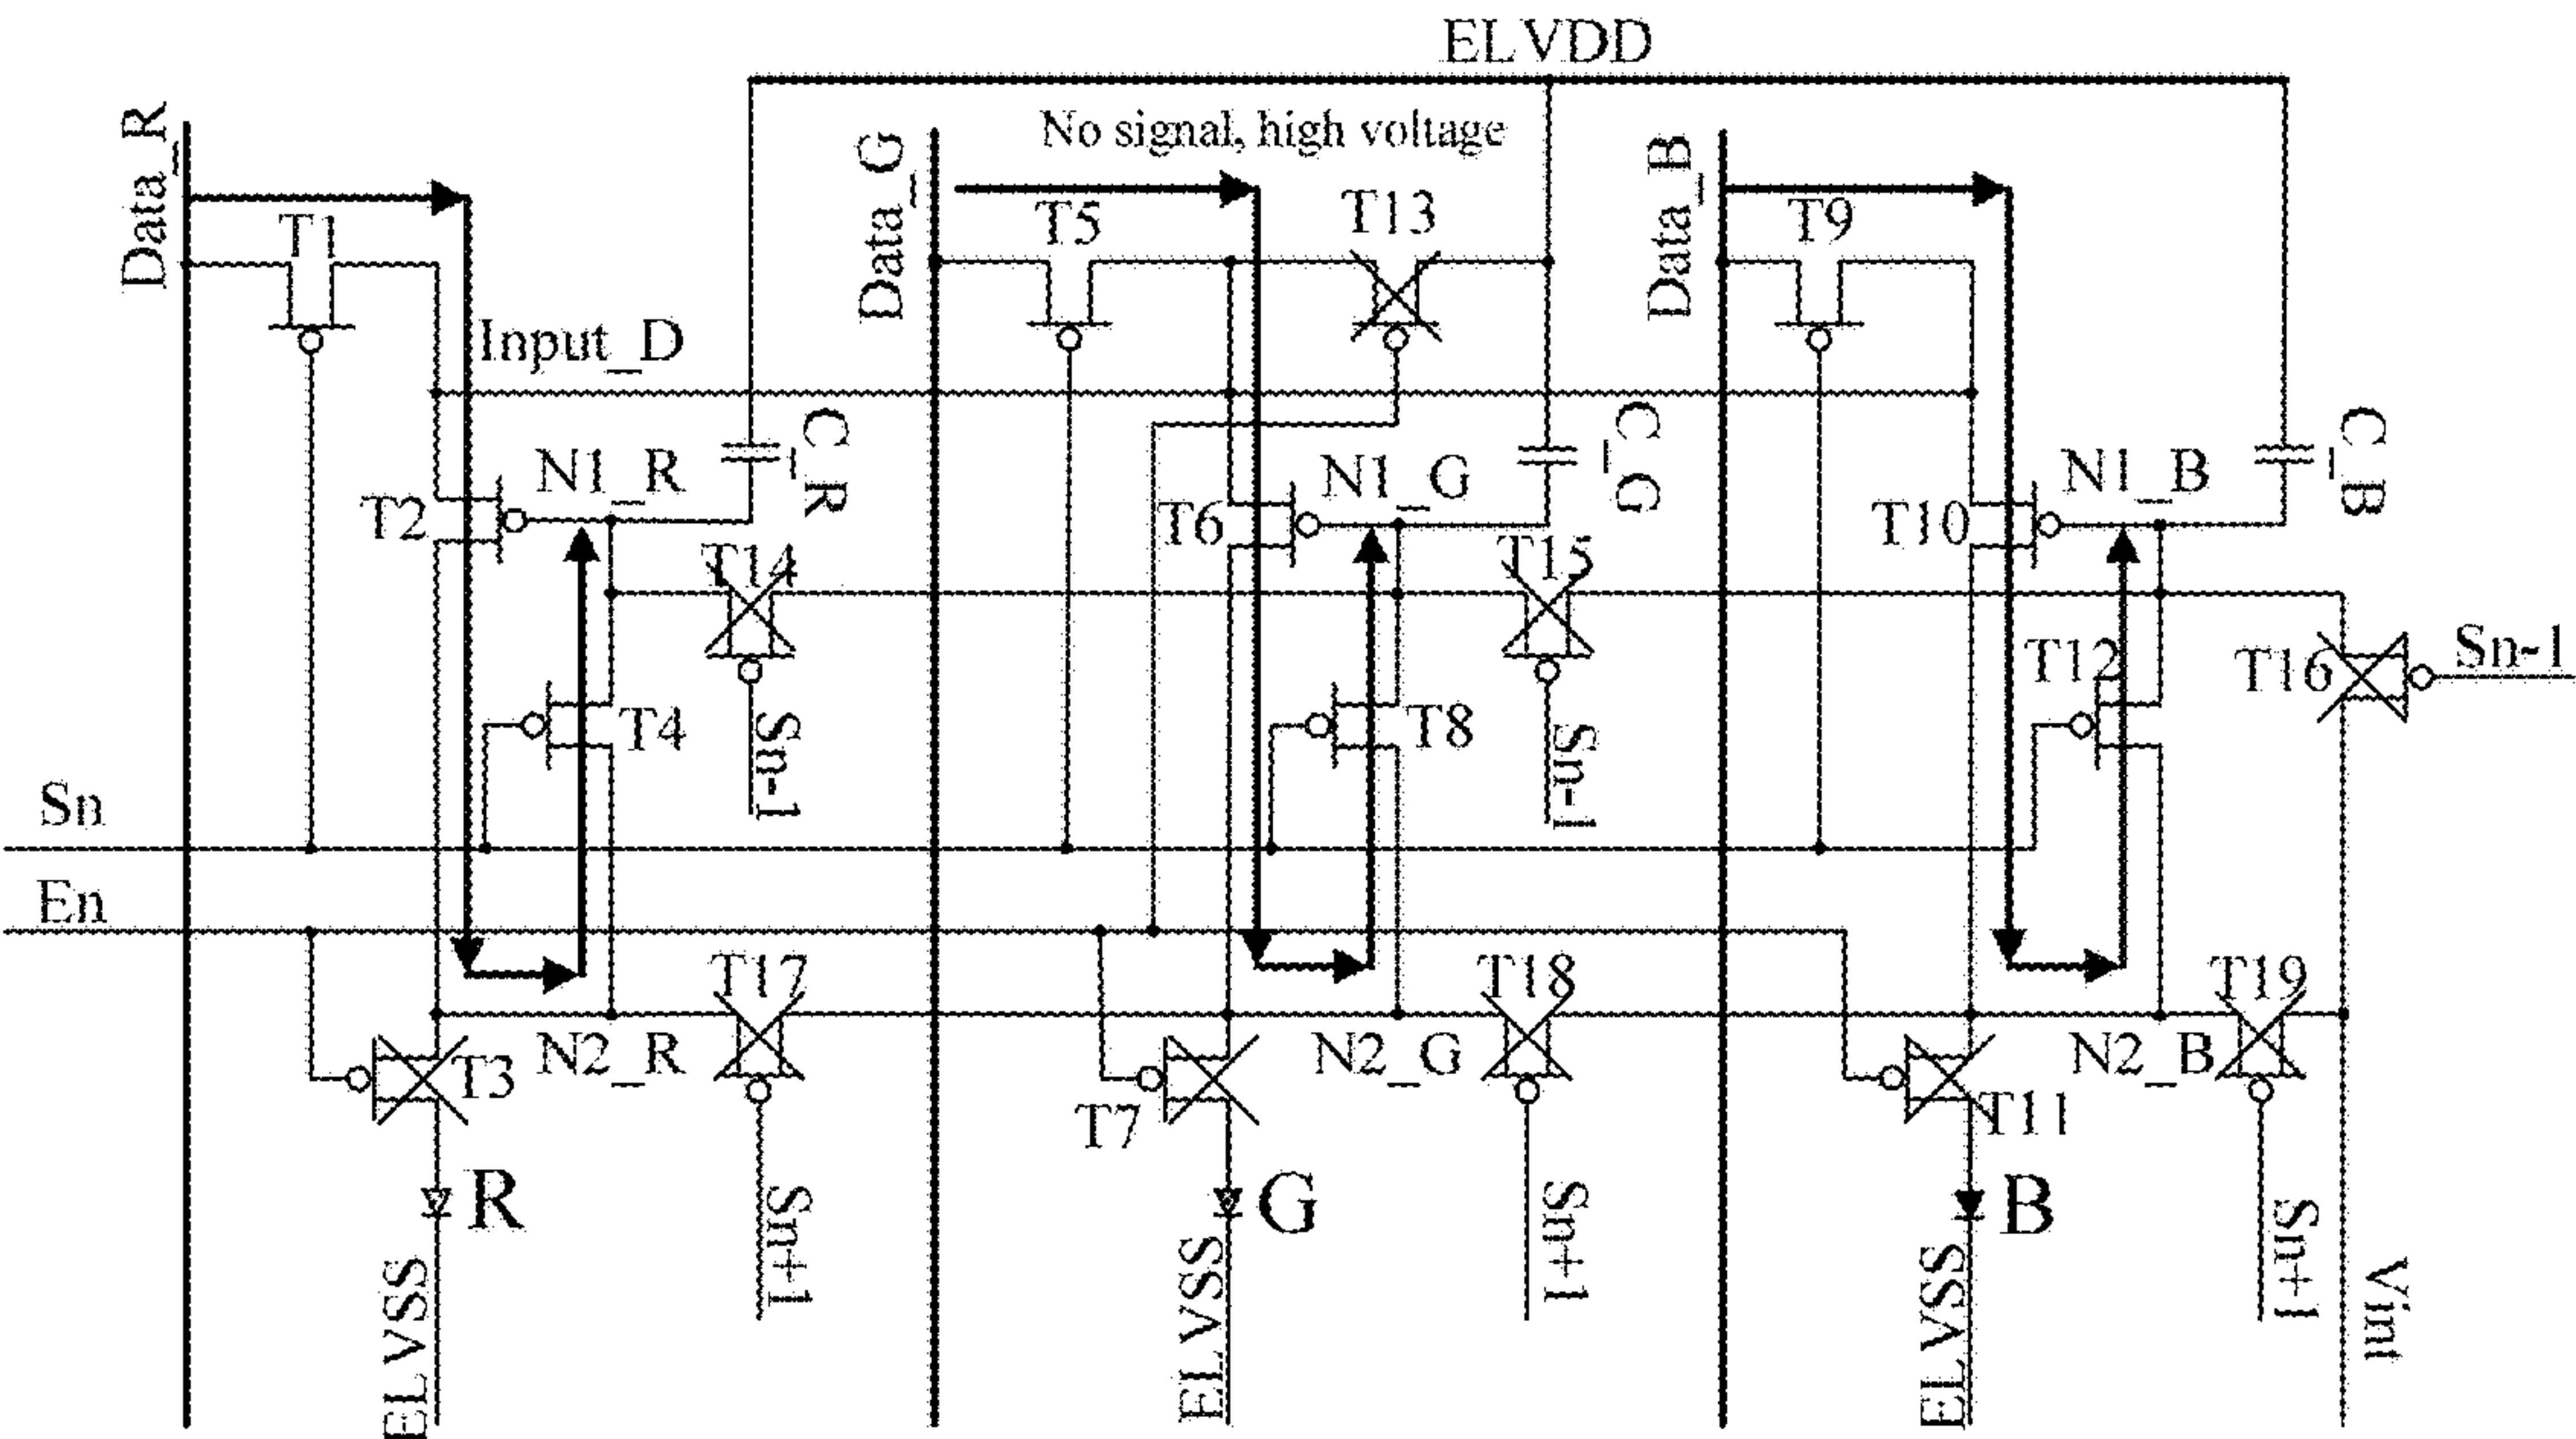 ELVDD
Data_R
Data_G
No signal, high voltage
Data_B
T1
T5
T13
T9
Input_D
C_R
C_G
C_B
N1_R
N1_G
N1_B
T2
T6
T10
T14
T15
T12
T16
Sn-1
T4
T8
Sn-1
Sn-1
Sn
En
T17
T18
T19
T3
N2_R
T7
N2_G
T11
N2_B
R
G
B
Sn+1
Sn+1
Sn+1
ELVSS
ELVSS
ELVSS
Vint